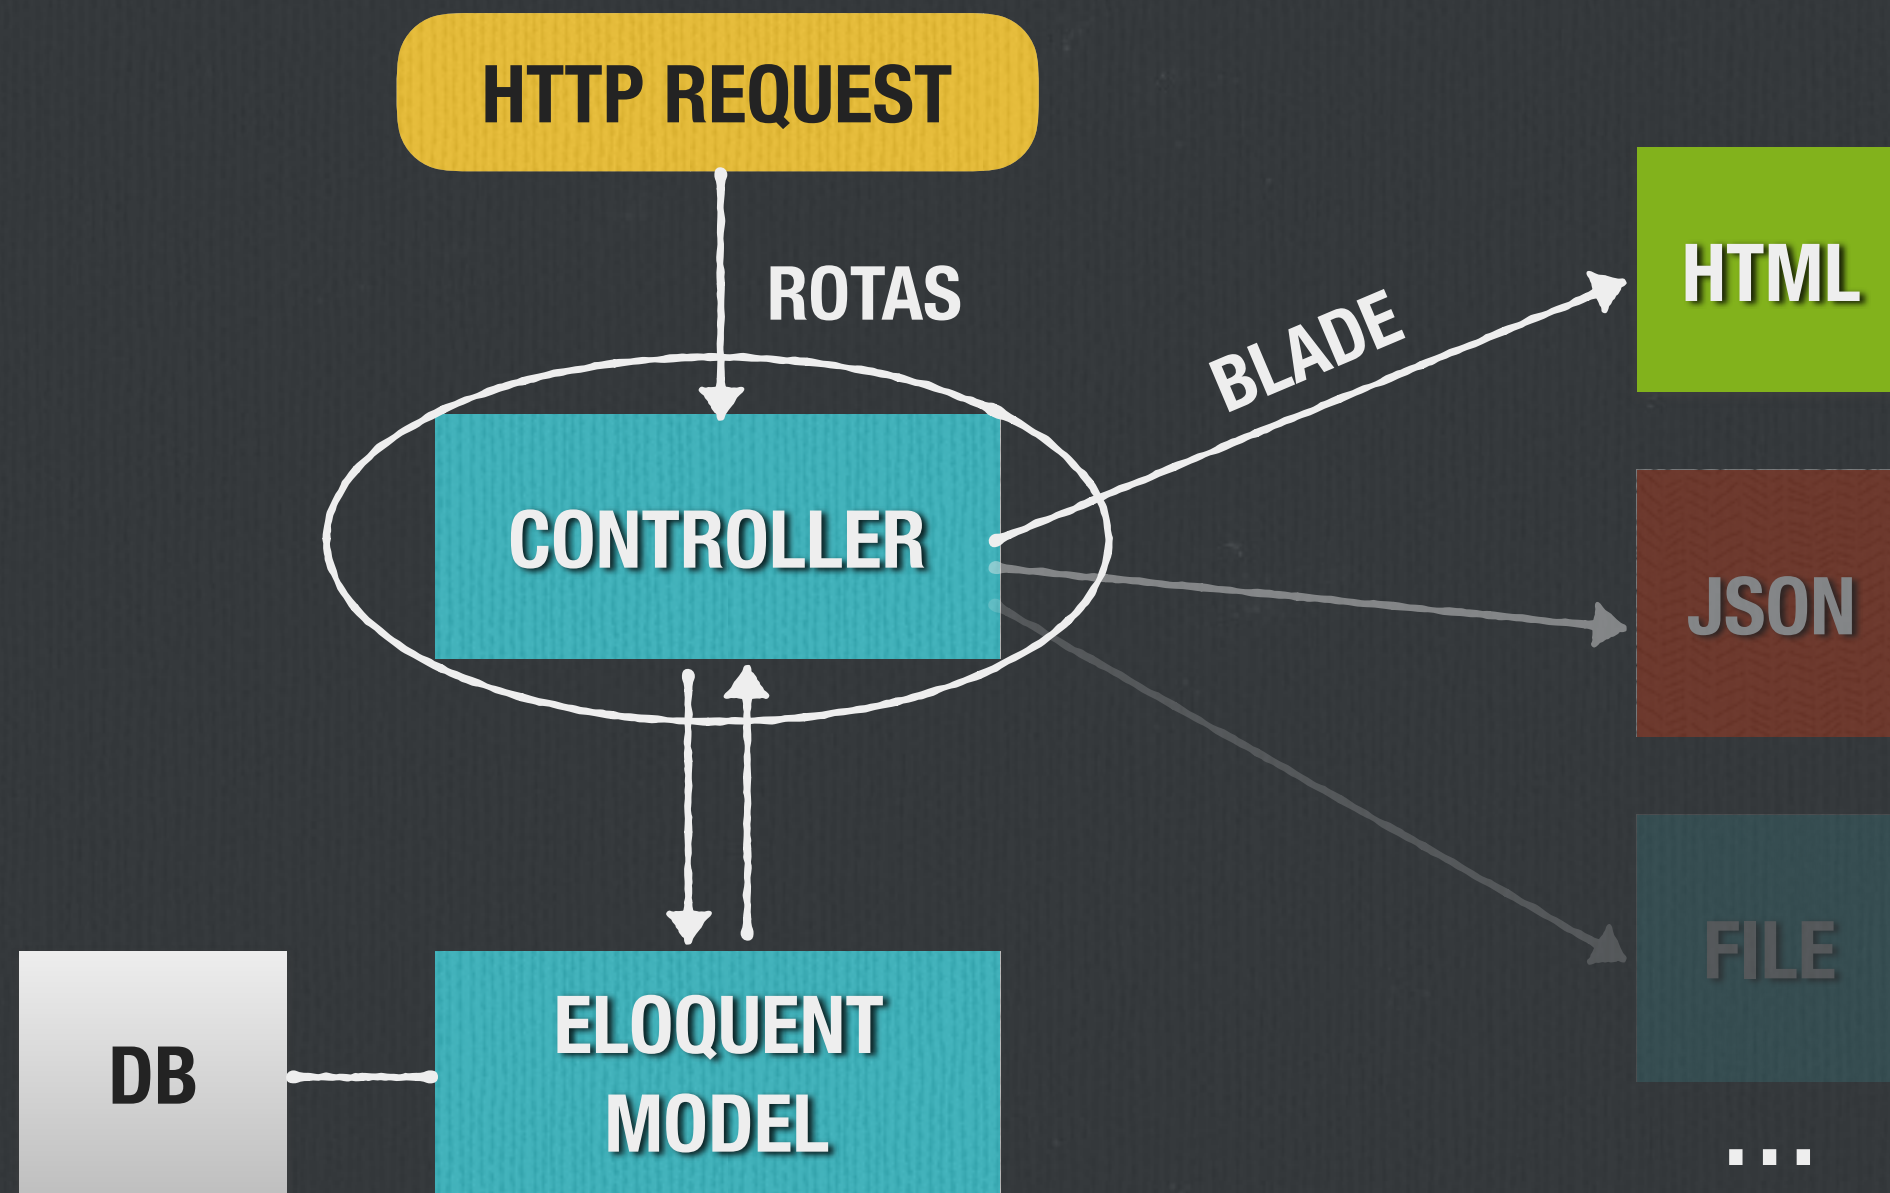 HTTP REQUEST
ROTAS
BLADE
HTML
CONTROLLER
JSON
FILE
ELOQUENT
MODEL
DB
...